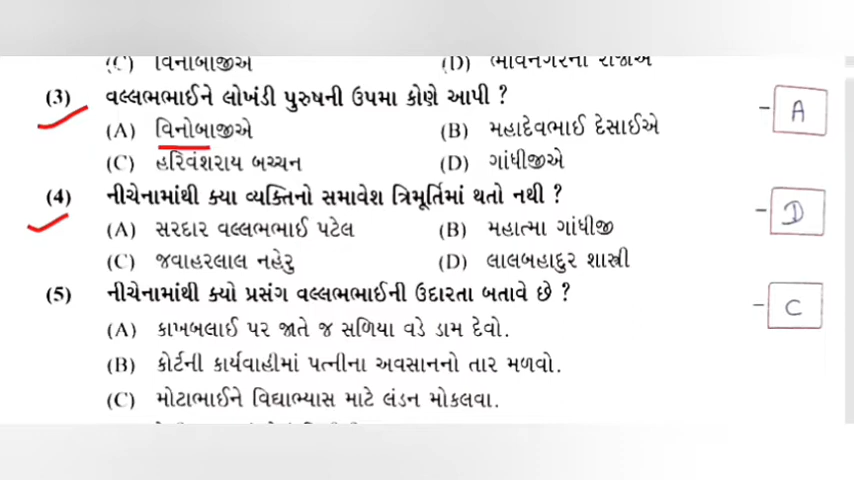 (C) વિનોબાજીએ (D) ભાવનગરના રાજાએ
(3) વલ્લભભાઈને લોખંડી પુરુષની ઉપમા કોણે આપી ? - A
(A) વિનોબાજીએ (B) મહાદેવભાઈ દેસાઈએ
(C) હરિવંશરાય બચ્ચન (D) ગાંધીજીએ
(4) નીચેનામાંથી ક્યા વ્યક્તિનો સમાવેશ ત્રિમૂર્તિમાં થતો નથી ? - D
(A) સરદાર વલ્લભભાઈ પટેલ (B) મહાત્મા ગાંધીજી
(C) જવાહરલાલ નહેરુ (D) લાલબહાદુર શાસ્ત્રી
(5) નીચેનામાંથી ક્યો પ્રસંગ વલ્લભભાઈની ઉદારતા બતાવે છે ? - C
(A) કાખબલાઈ પર જાતે જ સળિયા વડે ડામ દેવો.
(B) કોર્ટની કાર્યવાહીમાં પત્નીના અવસાનનો તાર મળવો.
(C) મોટાભાઈને વિદ્યાભ્યાસ માટે લંડન મોકલવા.